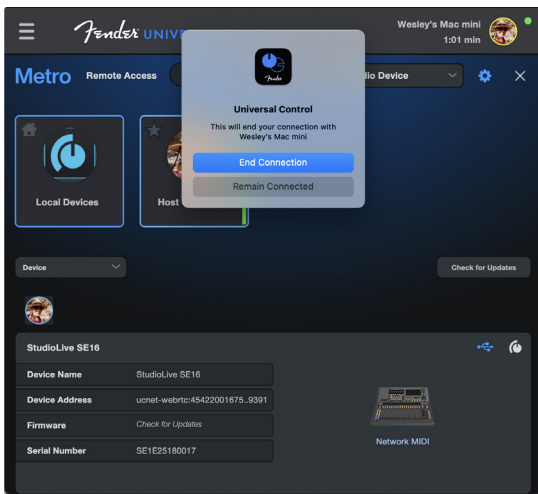 Fender UNIV
Wesley's Mac mini
1:01 min
Metro Remote Access
io Device
Fender
Universal Control
This will end your connection with
Wesley's Mac mini
End Connection
Remain Connected
Local Devices
Host
Device
Check for Updates
StudioLive SE16
Device Name StudioLive SE16
Device Address ucnet-webrtc:45422001675..9391
Firmware Check for Updates
Serial Number SE1E25180017
Network MIDI